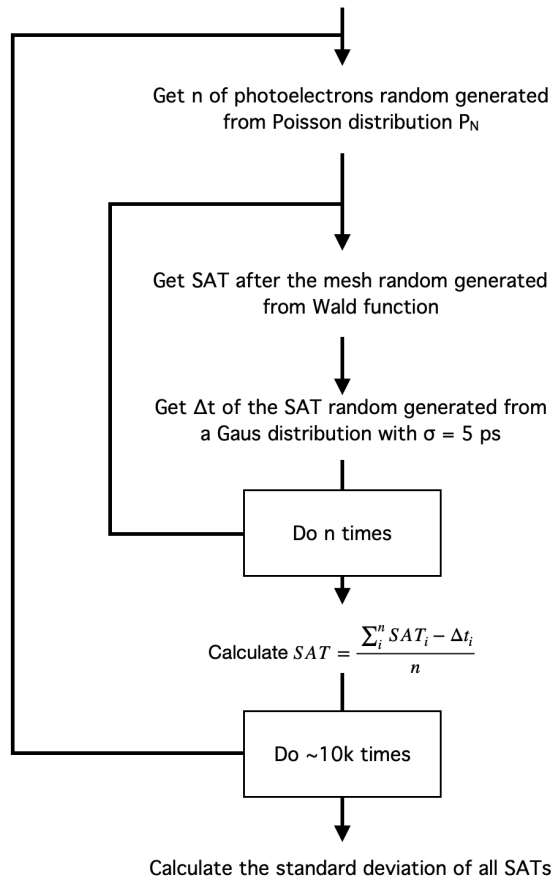 Get n of photoelectrons random generated
from Poisson distribution P_N
Get SAT after the mesh random generated
from Wald function
Get Δt of the SAT random generated from
a Gaus distribution with σ = 5 ps
Do n times
Calculate SAT = \frac{\sum_i^n SAT_i - Δt_i}{n}
Do ~10k times
Calculate the standard deviation of all SATs